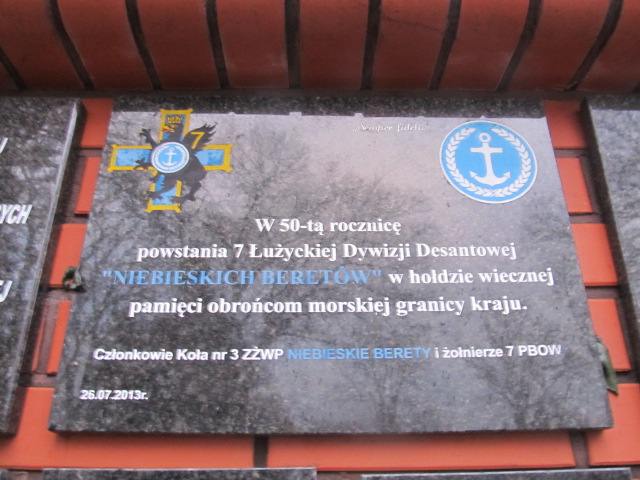 „Semper fidelis"
7
W 50-tą rocznicę
powstania 7 Łużyckiej Dywizji Desantowej
"NIEBIESKICH BERETÓW" w hołdzie wiecznej
pamięci obrońcom morskiej granicy kraju.
Członkowie Koła nr 3 ZŻWP NIEBIESKIE BERETY i żołnierze 7 PBOW
26.07.2013r.